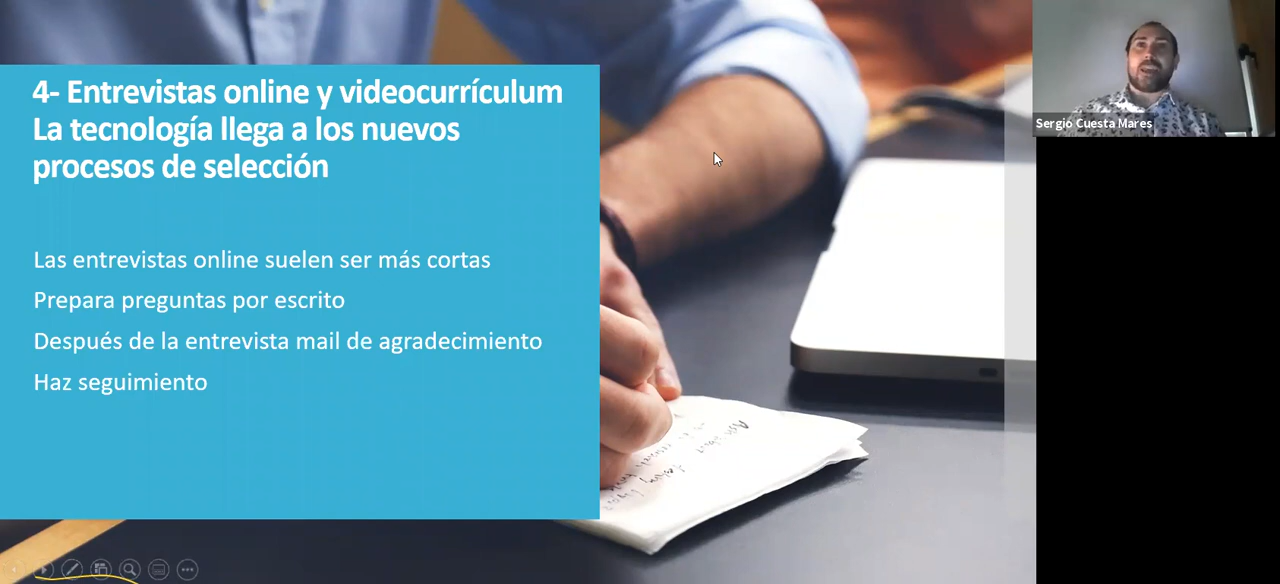 4- Entrevistas online y videocurrículum
La tecnología llega a los nuevos
procesos de selección
Las entrevistas online suelen ser más cortas
Prepara preguntas por escrito
Después de la entrevista mail de agradecimiento
Haz seguimiento
Sergio Cuesta Mares